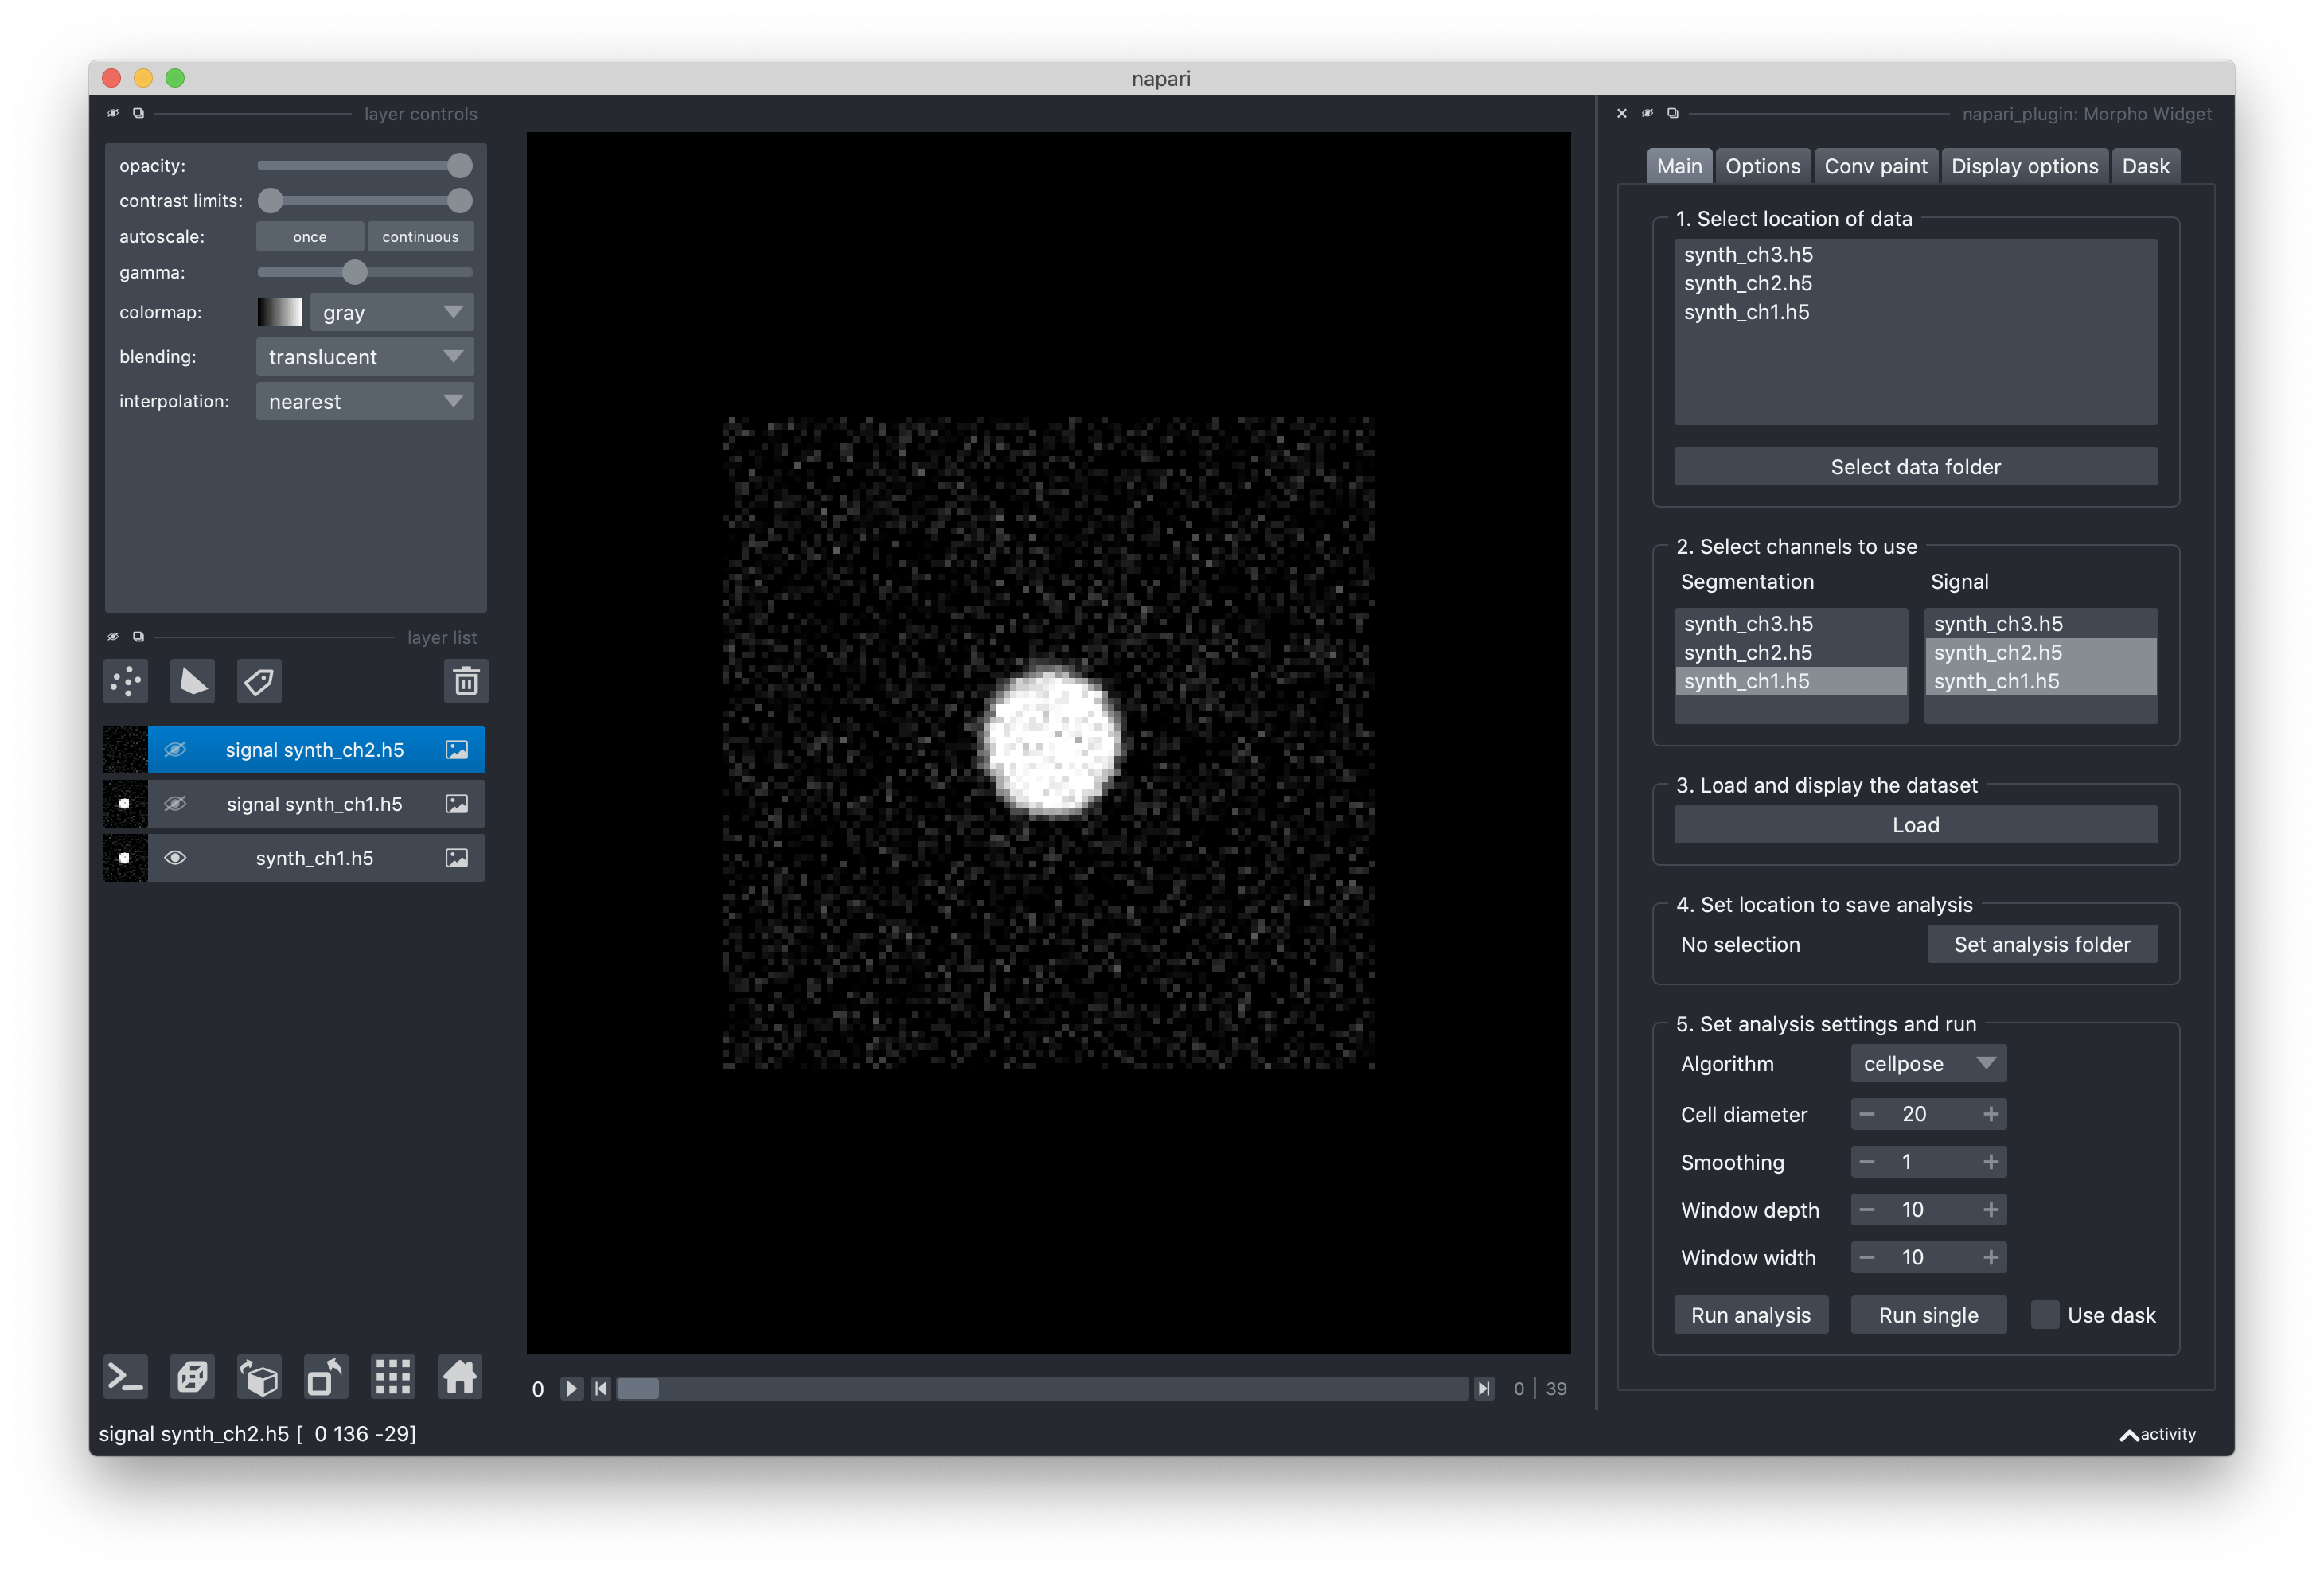 napari
layer controls
opacity:
contrast limits:
autoscale:
once
continuous
gamma:
colormap:
gray
blending:
translucent
interpolation:
nearest
layer list
signal synth_ch2.h5
signal synth_ch1.h5
synth_ch1.h5
0
0 | 39
signal synth_ch2.h5 [ 0 136 -29]
napari_plugin: Morpho Widget
Main
Options
Conv paint
Display options
Dask
1. Select location of data
synth_ch3.h5
synth_ch2.h5
synth_ch1.h5
Select data folder
2. Select channels to use
Segmentation
Signal
synth_ch3.h5
synth_ch2.h5
synth_ch1.h5
synth_ch3.h5
synth_ch2.h5
synth_ch1.h5
3. Load and display the dataset
Load
4. Set location to save analysis
No selection
Set analysis folder
5. Set analysis settings and run
Algorithm
cellpose
Cell diameter
20
Smoothing
1
Window depth
10
Window width
10
Run analysis
Run single
Use dask
activity